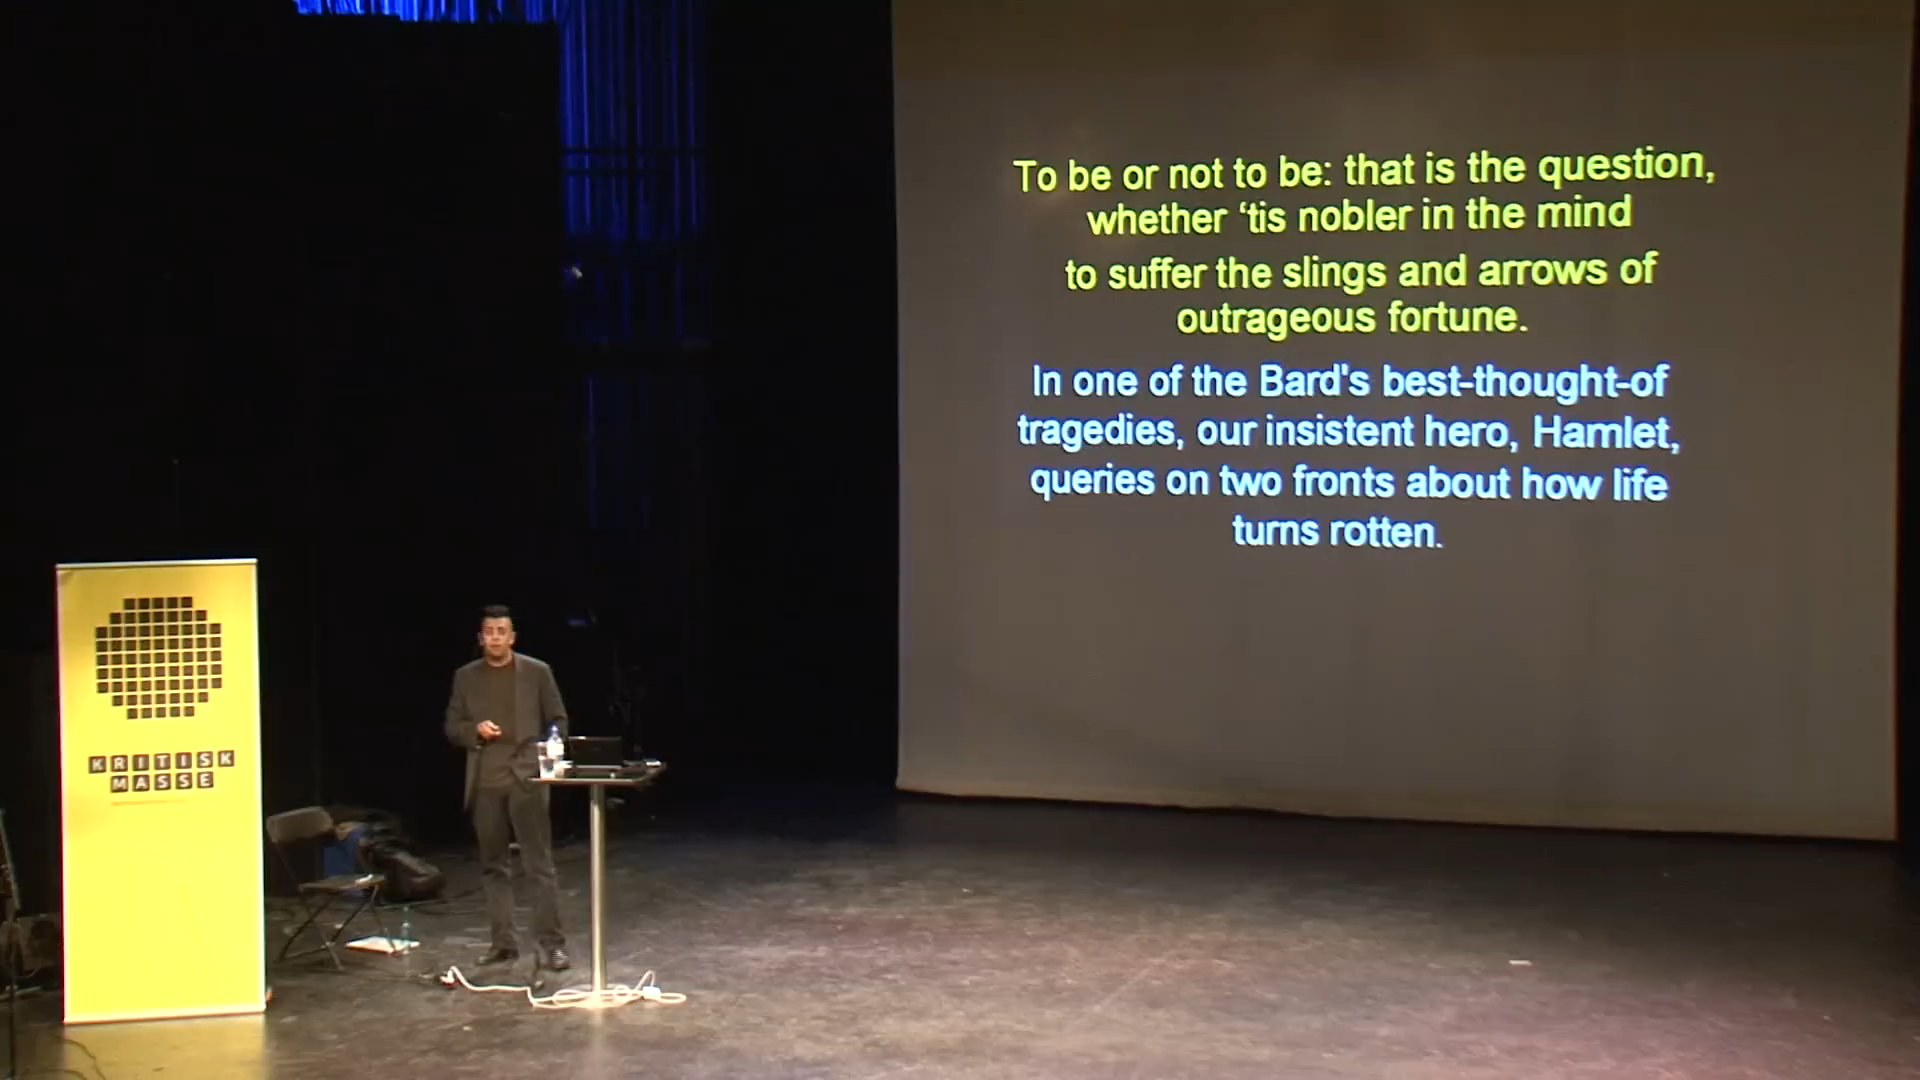 To be or not to be: that is the question,
whether ‘tis nobler in the mind
to suffer the slings and arrows of
outrageous fortune.
In one of the Bard's best-thought-of
tragedies, our insistent hero, Hamlet,
queries on two fronts about how life
turns rotten.
KRITISK
MASSE